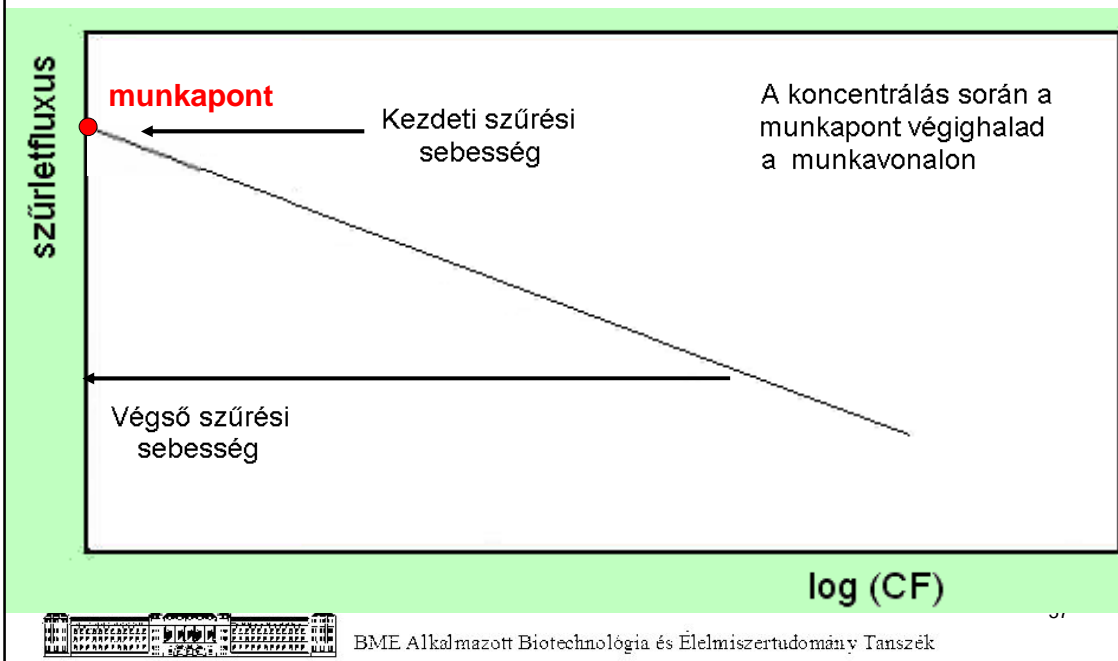 szűrletfluxus
munkapont
Kezdeti szűrési
sebesség
A koncentrálás során a
munkapont végighalad
a munkavonalon
Végső szűrési
sebesség
log (CF)
BME Alkalmazott Biotechnológia és Élelmiszertudomány Tanszék